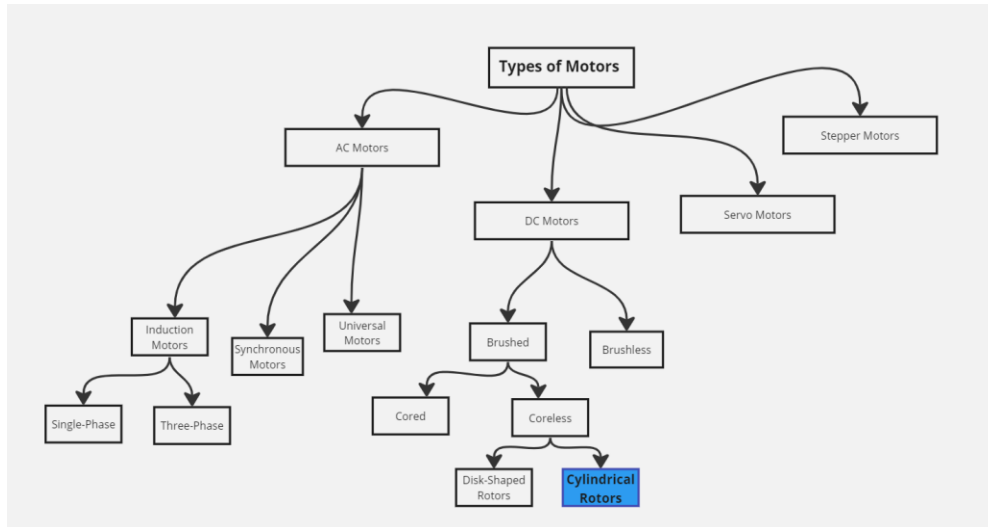 Types of Motors
AC Motors
Stepper Motors
DC Motors
Servo Motors
Induction
Motors
Synchronous
Motors
Universal
Motors
Brushed
Brushless
Single-Phase
Three-Phase
Cored
Coreless
Disk-Shaped
Rotors
Cylindrical
Rotors